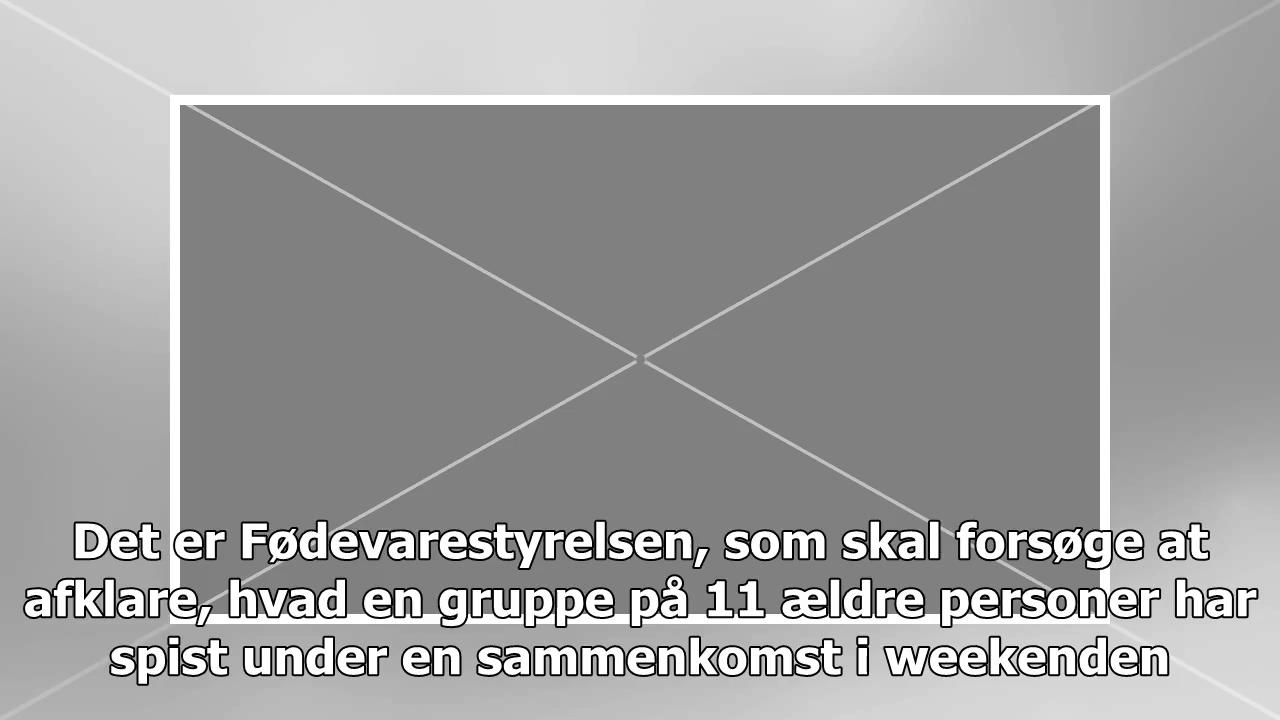 Det er Fødevarestyrelsen, som skal forsøge at
afklare, hvad en gruppe på 11 ældre personer har
spist under en sammenkomst i weekenden